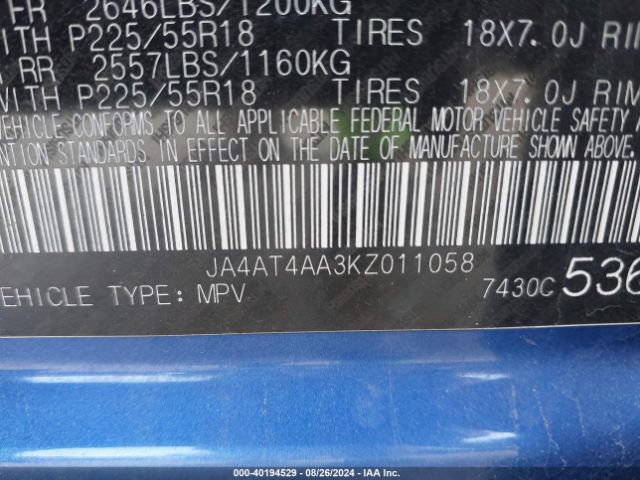 FR 2646LBS/1200KG
WITH P225/55R18 TIRES 18X7.0J RIM
RR 2557LBS/1160KG
WITH P225/55R18 TIRES 18X7.0J RIM
VEHICLE CONFORMS TO ALL APPLICABLE FEDERAL MOTOR VEHICLE SAFETY
NTION STANDARDS IN EFFECT ON THE DATE OF MANUFACTURE SHOWN ABOVE.
JA4AT4AA3KZ011058
VEHICLE TYPE: MPV 7430C 536
000-40194529 - 08/26/2024 - IAA Inc.